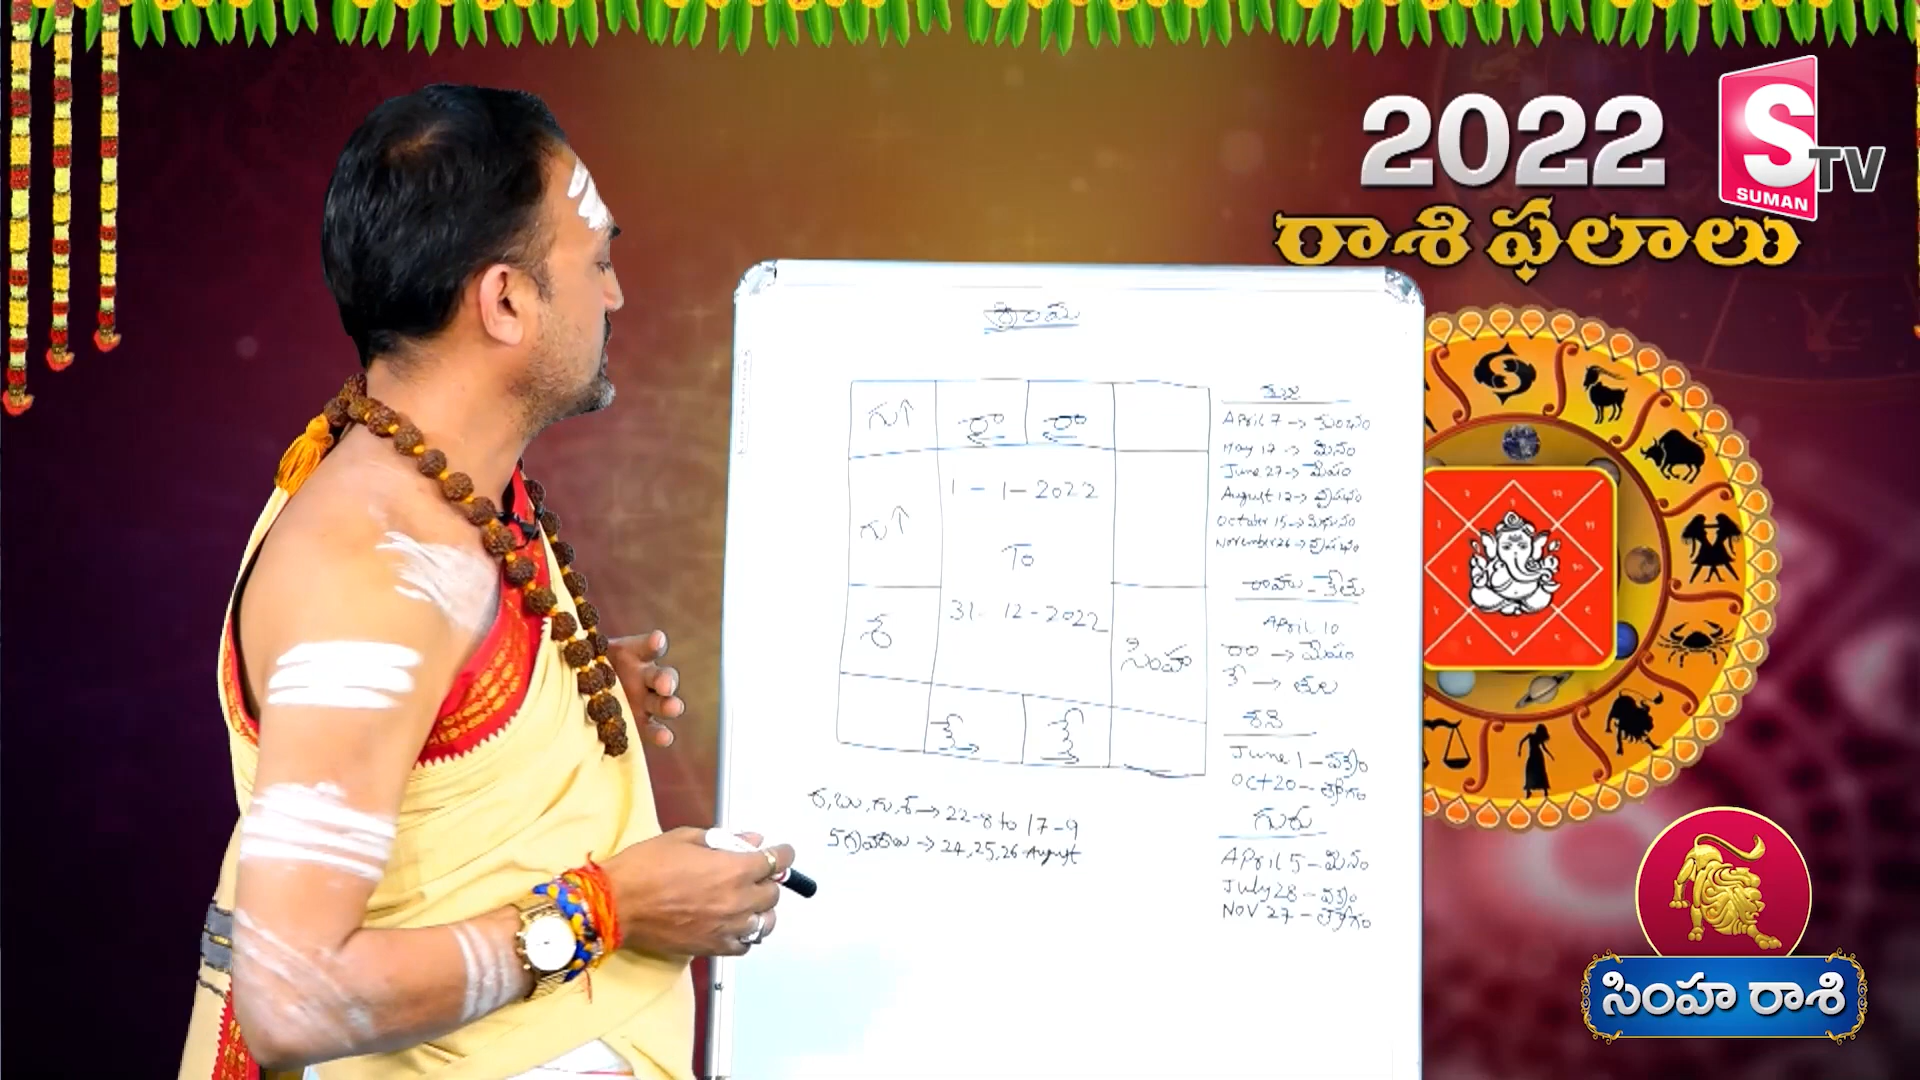 2022
S
TV
SUMAN
రాశి ఫలాలు
శ్రీరామ
గు↑
రా
రా
గు↑
శ
సింహ
కే
కే
1 - 1 - 2022
To
31 - 12 - 2022
కుజ
April 7 → కుంభం
May 17 → మీనం
June 27 → మేషం
August 12 → వృషభం
October 15 → మిథునం
November 26 → వృషభం
రాహు - కేతు
April 10
రా → మేషం
కే → తుల
శని
June 1 - వక్రం
Oct 20 - త్యాగం
గురు
April 5 - మీనం
July 28 - వక్రం
Nov 27 - త్యాగం
ర, బు, గు, శ → 22-8 to 17-9
5 గ్రహాలు → 24, 25, 26 August
సింహ రాశి